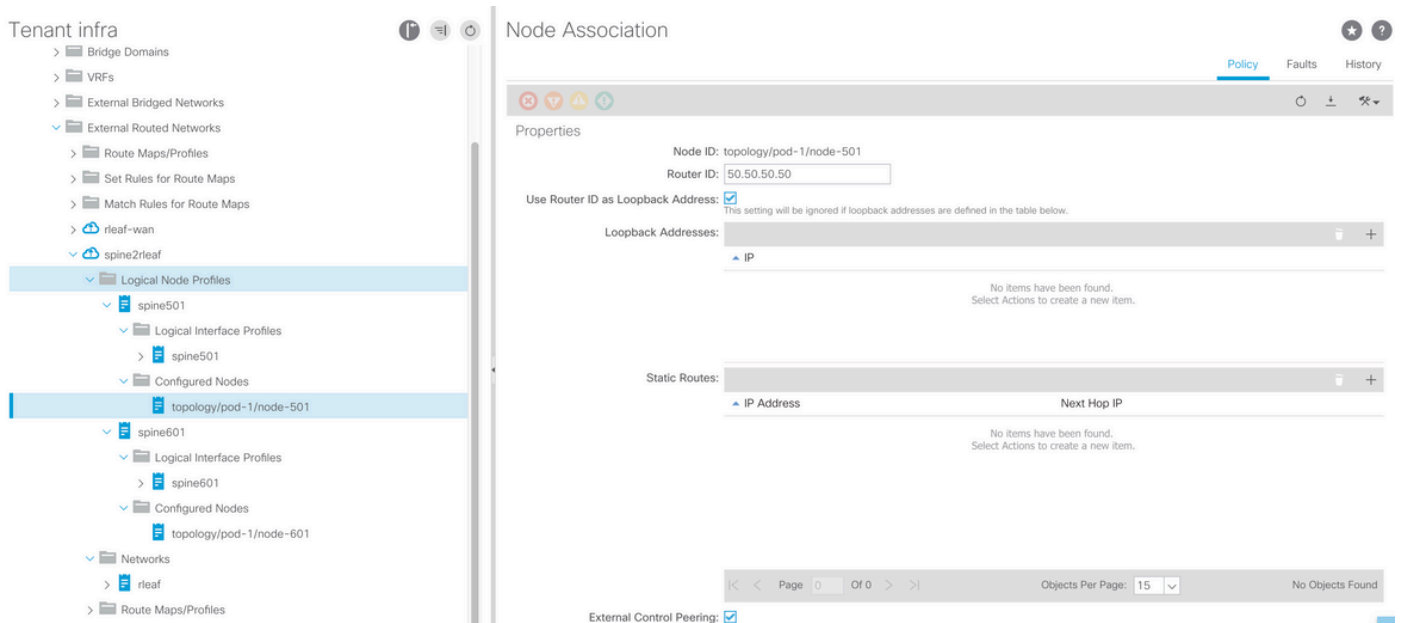 Tenant infra
Bridge Domains
VRFs
External Bridged Networks
External Routed Networks
Route Maps/Profiles
Set Rules for Route Maps
Match Rules for Route Maps
rleaf-wan
spine2rleaf
Logical Node Profiles
spine501
Logical Interface Profiles
spine501
Configured Nodes
topology/pod-1/node-501
spine601
Logical Interface Profiles
spine601
Configured Nodes
topology/pod-1/node-601
Networks
rleaf
Route Maps/Profiles
Node Association
Policy Faults History
Properties
Node ID: topology/pod-1/node-501
Router ID: 50.50.50.50
Use Router ID as Loopback Address:
This setting will be ignored if loopback addresses are defined in the table below.
Loopback Addresses:
IP
No items have been found.
Select Actions to create a new item.
Static Routes:
IP Address Next Hop IP
No items have been found.
Select Actions to create a new item.
Page 0 Of 0 Objects Per Page: 15 No Objects Found
External Control Peering: